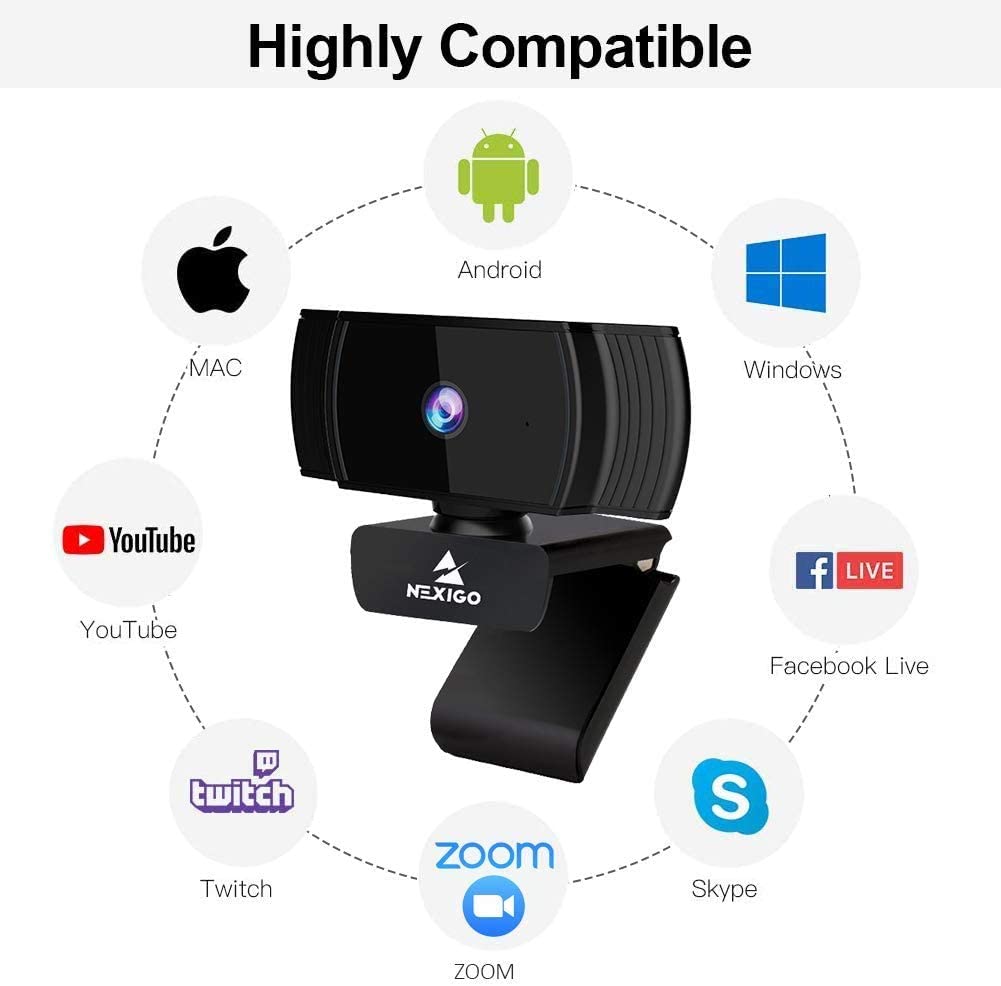 Highly Compatible
Android
MAC
Windows
NEXIGO
YouTube
YouTube
f LIVE
Facebook Live
twitch
Twitch
zoom
ZOOM
S
Skype